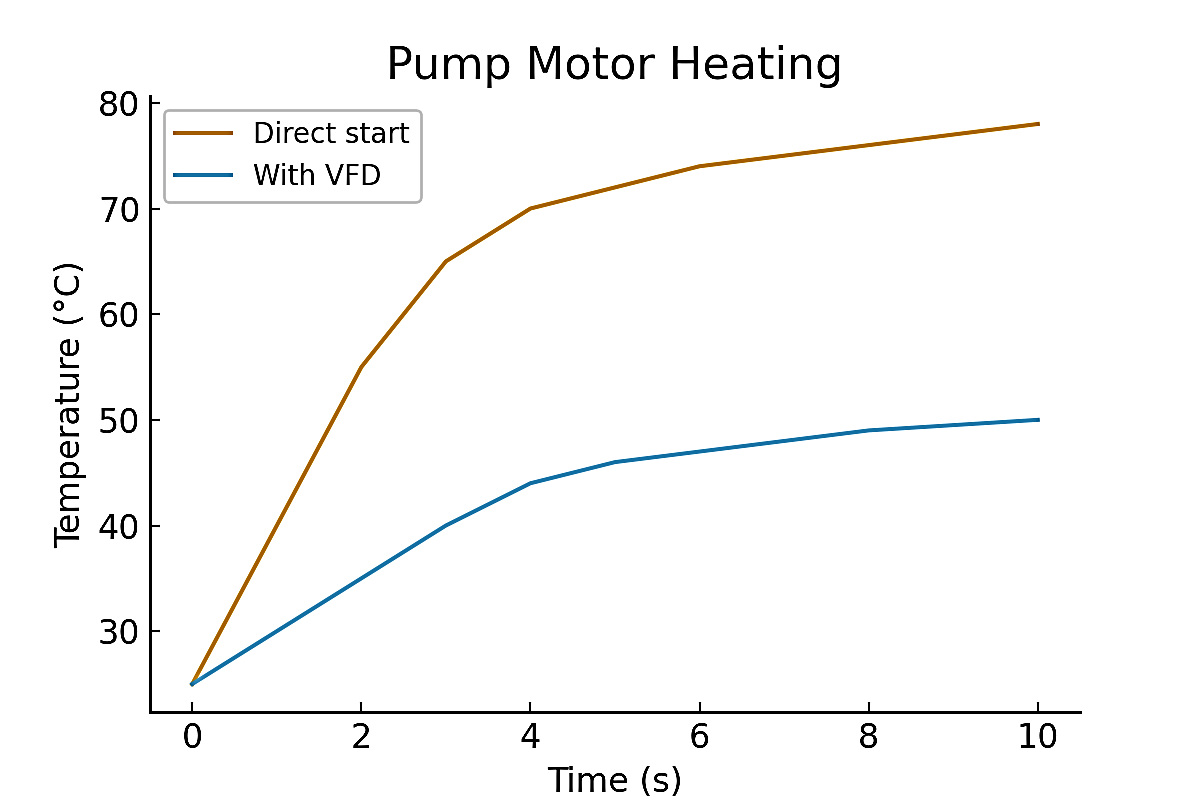 Pump Motor Heating
80
70
60
50
40
30
Temperature (°C)
Direct start
With VFD
0 2 4 6 8 10
Time (s)